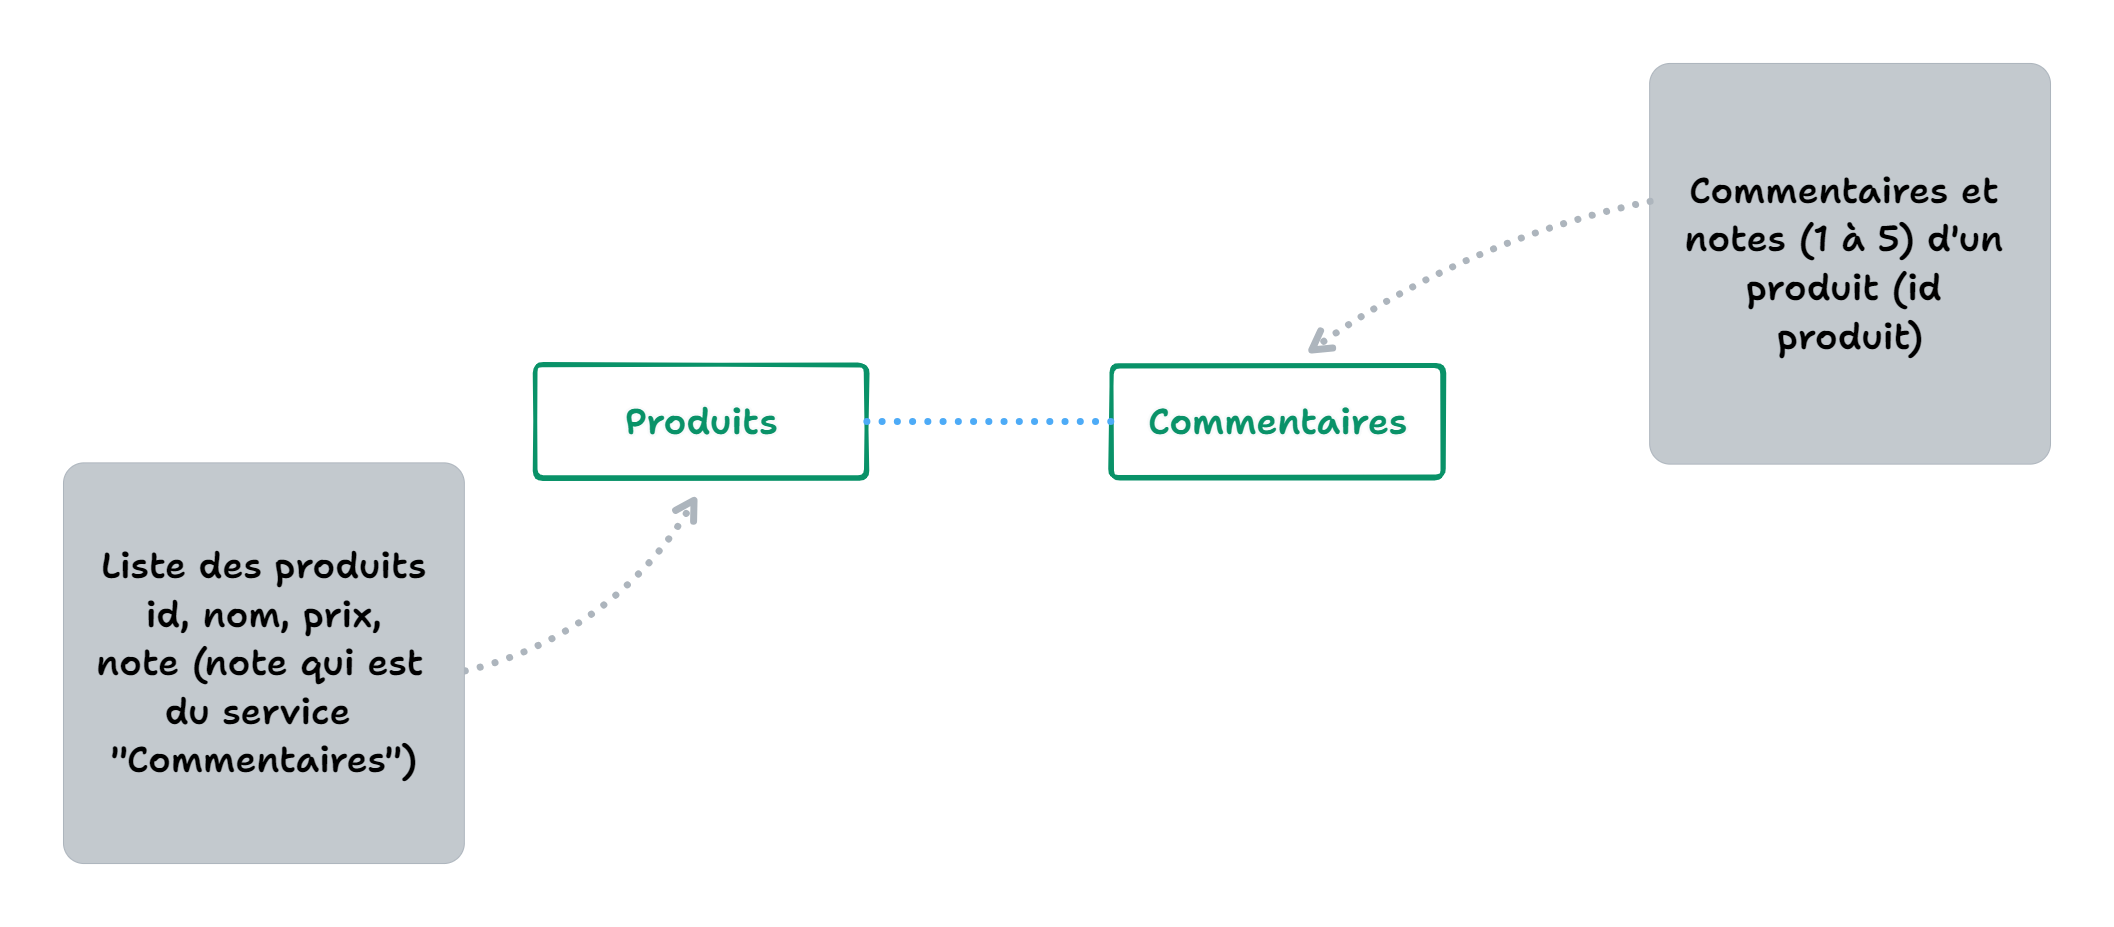 Commentaires et
notes (1 à 5) d'un
produit (id
produit)
Produits
Commentaires
Liste des produits
id, nom, prix,
note (note qui est
du service
"Commentaires")